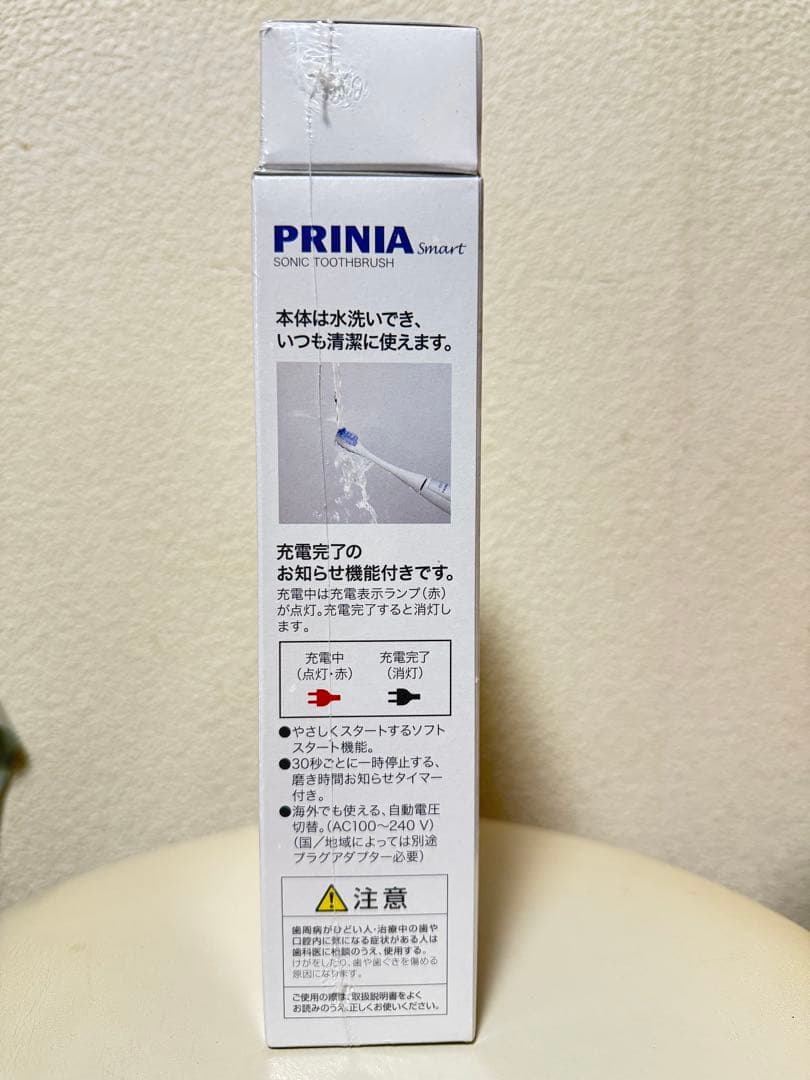 PRINIA Smart
SONIC TOOTHBRUSH
本体は水洗いでき、
いつも清潔に使えます。
充電完了の
お知らせ機能付きです。
充電中は充電表示ランプ(赤)
が点灯。充電完了すると消灯し
ます。
充電中 充電完了
(点灯・赤) (消灯)
●やさしくスタートするソフト
スタート機能。
●30秒ごとに一時停止する、
磨き時間お知らせタイマー
付き。
●海外でも使える、自動電圧
切替。(AC100〜240 V)
(国/地域によっては別途
プラグアダプター必要)
注意
歯周病がひどい人・治療中の歯や
口腔内に気になる症状がある人は
歯科医に相談のうえ、使用する。
けがをしたり、歯や歯ぐきを傷める
原因になります。
ご使用の際は、取扱説明書をよく
お読みのうえ、正しくお使いください。